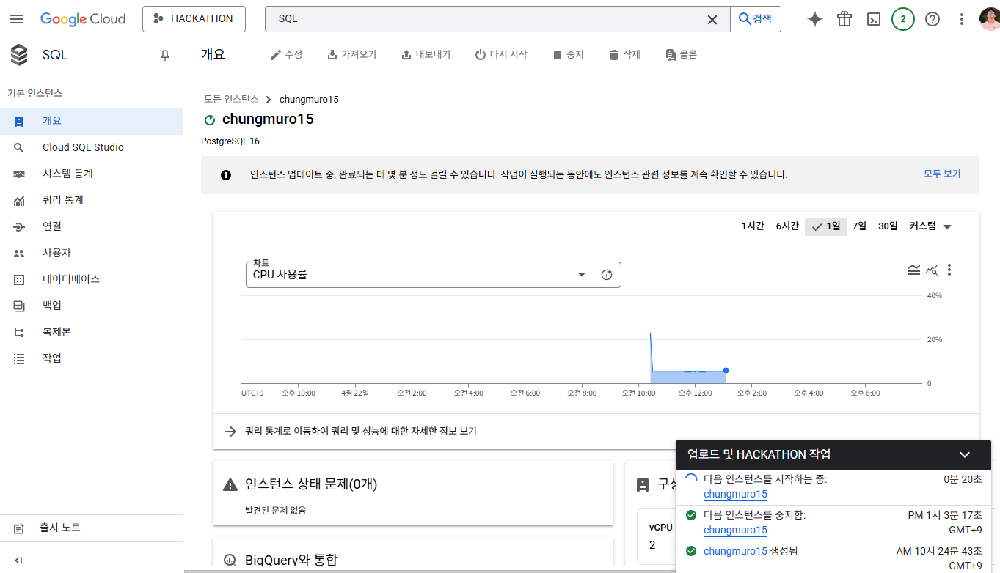 Google Cloud
HACKATHON
SQL
검색
2
SQL
개요
수정
가져오기
내보내기
다시 시작
중지
삭제
클론
기본 인스턴스
개요
Cloud SQL Studio
시스템 통계
쿼리 통계
연결
사용자
데이터베이스
백업
복제본
작업
출시 노트
모든 인스턴스
chungmuro15
chungmuro15
PostgreSQL 16
인스턴스 업데이트 중. 완료되는 데 몇 분 정도 걸릴 수 있습니다. 작업이 실행되는 동안에도 인스턴스 관련 정보를 계속 확인할 수 있습니다.
모두 보기
1시간 6시간 1일 7일 30일 커스텀
차트
CPU 사용률
40%
20%
0
UTC+9 오후 10:00 4월 22일 오전 2:00 오전 4:00 오전 6:00 오전 8:00 오전 10:00 오후 12:00 오후 2:00 오후 4:00 오후 6:00
쿼리 통계로 이동하여 쿼리 및 성능에 대한 자세한 정보 보기
인스턴스 상태 문제(0개)
발견된 문제 없음
BigQuery와 통합
구성
vCPU
2
업로드 및 HACKATHON 작업
다음 인스턴스를 시작하는 중: 0분 20초
chungmuro15
다음 인스턴스를 중지함: PM 1시 3분 17초
chungmuro15 GMT+9
chungmuro15 생성됨 AM 10시 24분 43초
GMT+9